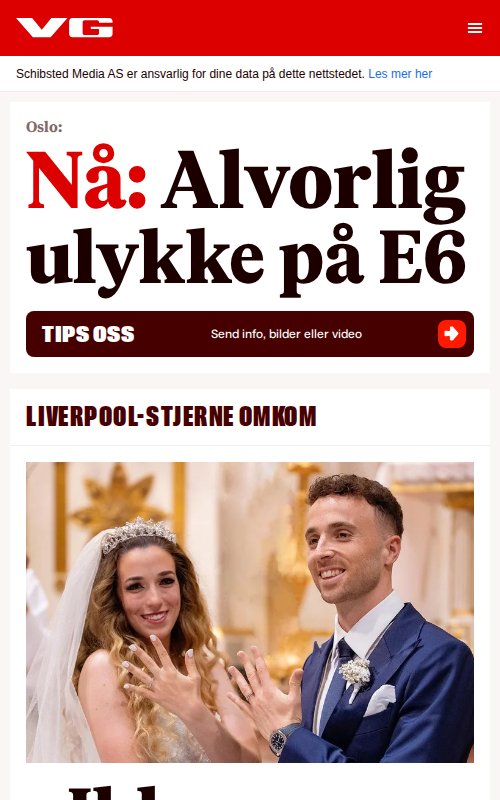 VG
Schibsted Media AS er ansvarlig for dine data på dette nettstedet. Les mer her
Oslo:
Nå: Alvorlig
ulykke på E6
TIPS OSS
Send info, bilder eller video
LIVERPOOL-STJERNE OMKOM